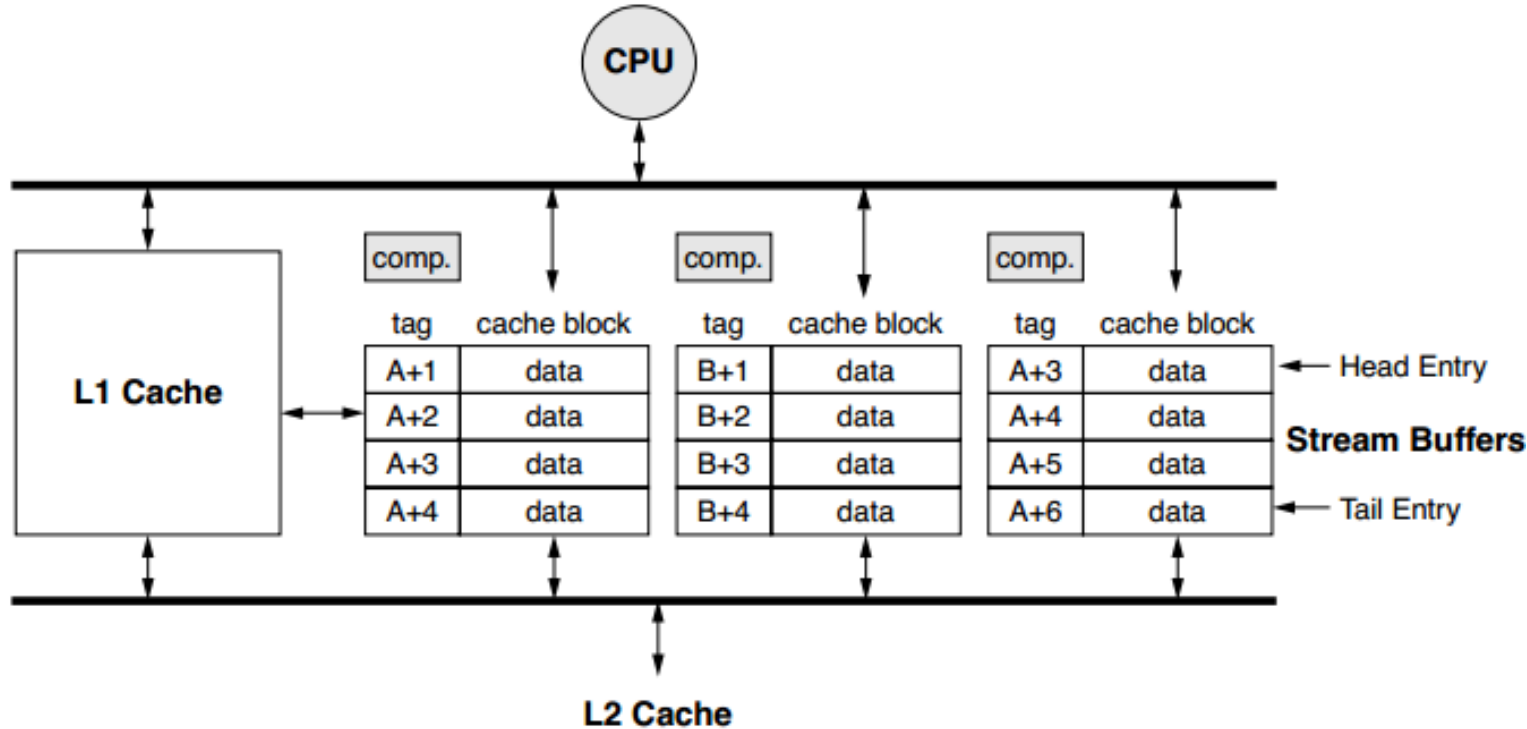 CPU
comp. comp. comp.
tag cache block tag cache block tag cache block
A+1 data B+1 data A+3 data Head Entry
L1 Cache
A+2 data B+2 data A+4 data
Stream Buffers
A+3 data B+3 data A+5 data
A+4 data B+4 data A+6 data Tail Entry
L2 Cache